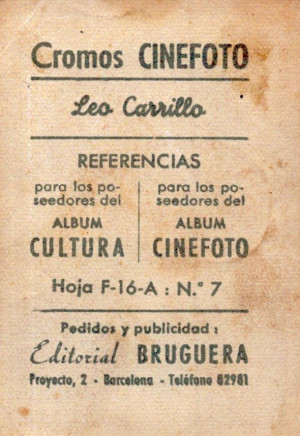 Cromos CINEFOTO
Leo Carrillo
REFERENCIAS
para los po-
seedores del
ALBUM
CULTURA
para los po-
seedores del
ALBUM
CINEFOTO
Hoja F-16-A : N.° 7
Pedidos y publicidad :
Editorial BRUGUERA
Proyecto, 2 - Barcelona - Teléfono 82981